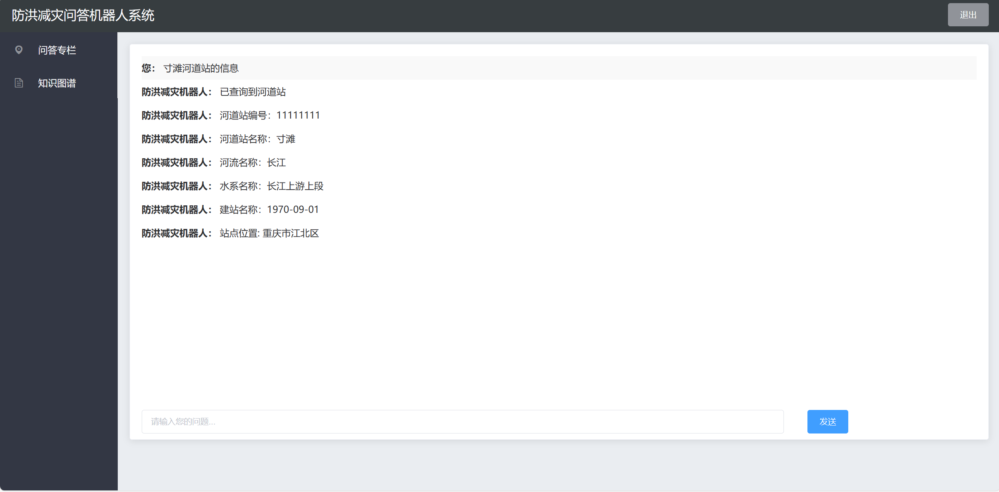 防洪减灾问答机器人系统
退出
问答专栏
知识图谱
您： 寸滩河道站的信息
防洪减灾机器人： 已查询到河道站
防洪减灾机器人： 河道站编号：11111111
防洪减灾机器人： 河道站名称：寸滩
防洪减灾机器人： 河流名称：长江
防洪减灾机器人： 水系名称：长江上游上段
防洪减灾机器人： 建站名称：1970-09-01
防洪减灾机器人： 站点位置: 重庆市江北区
请输入您的问题...
发送